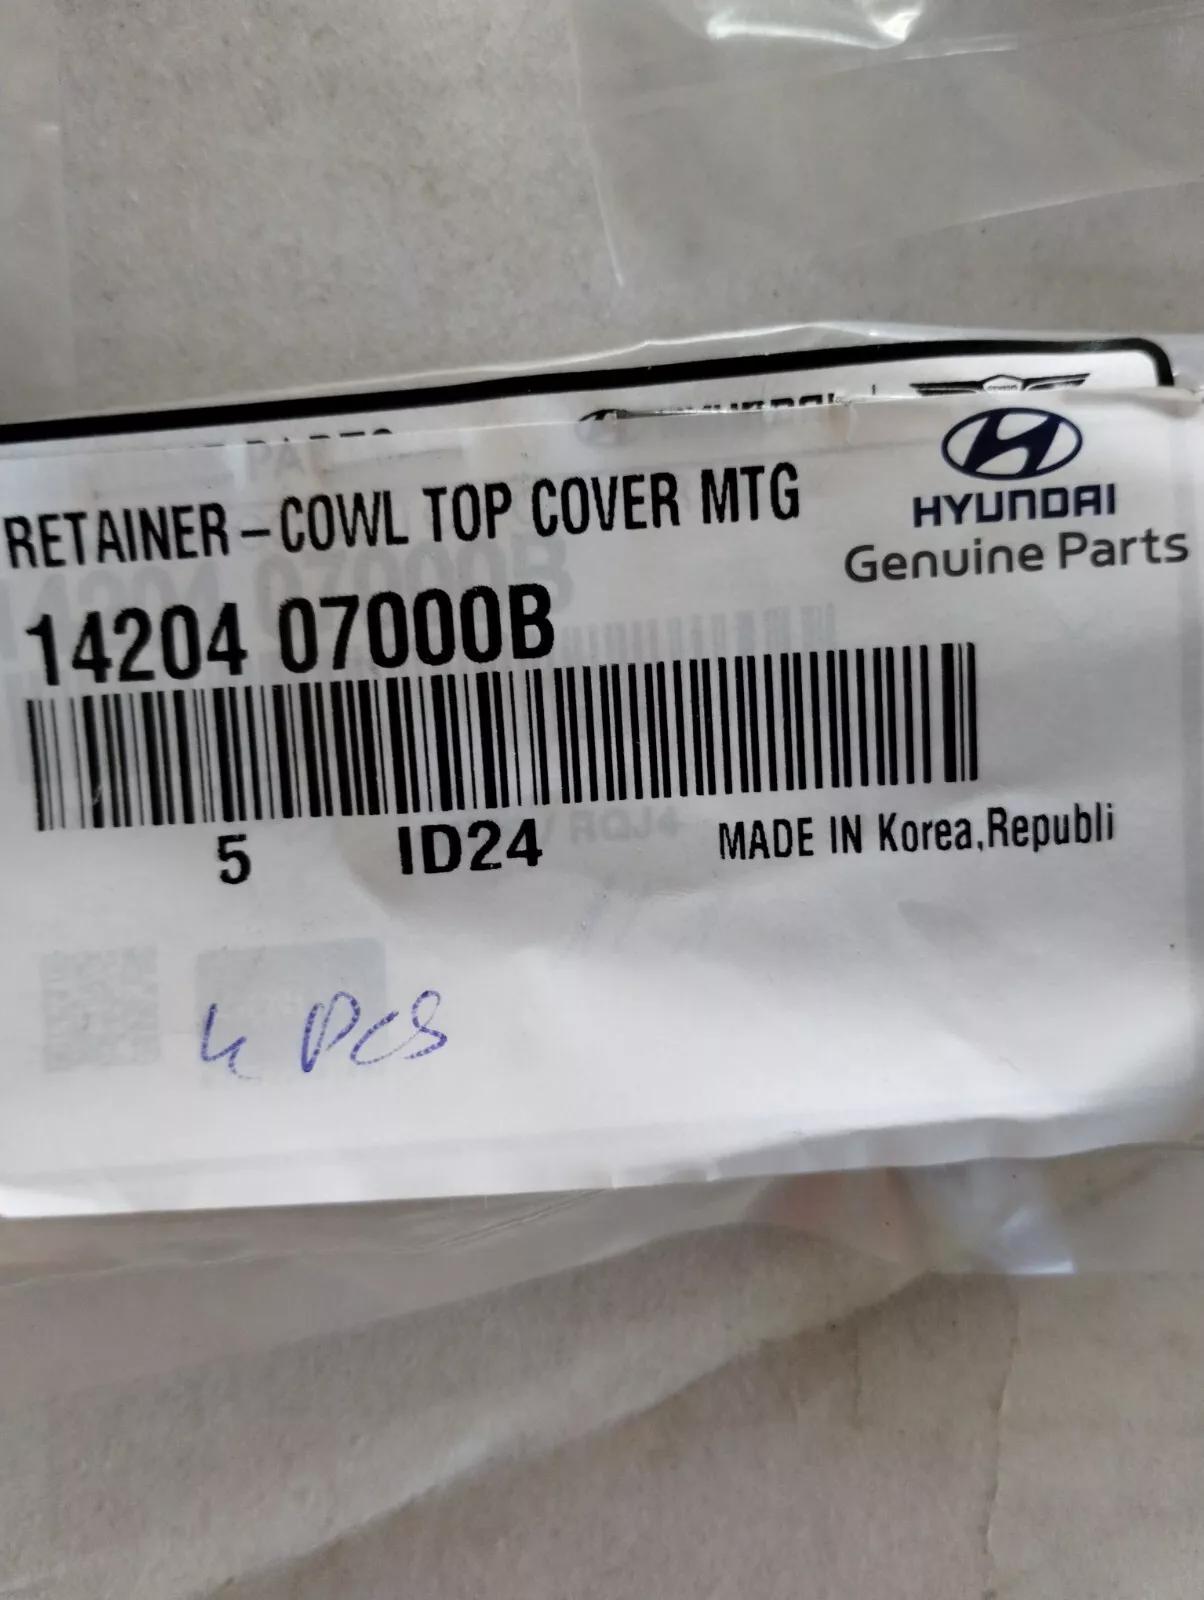 RETAINER-COWL TOP COVER MTG
HYUNDAI
Genuine Parts
14204 07000B
5 ID24 MADE IN Korea,Republi
4 PCS